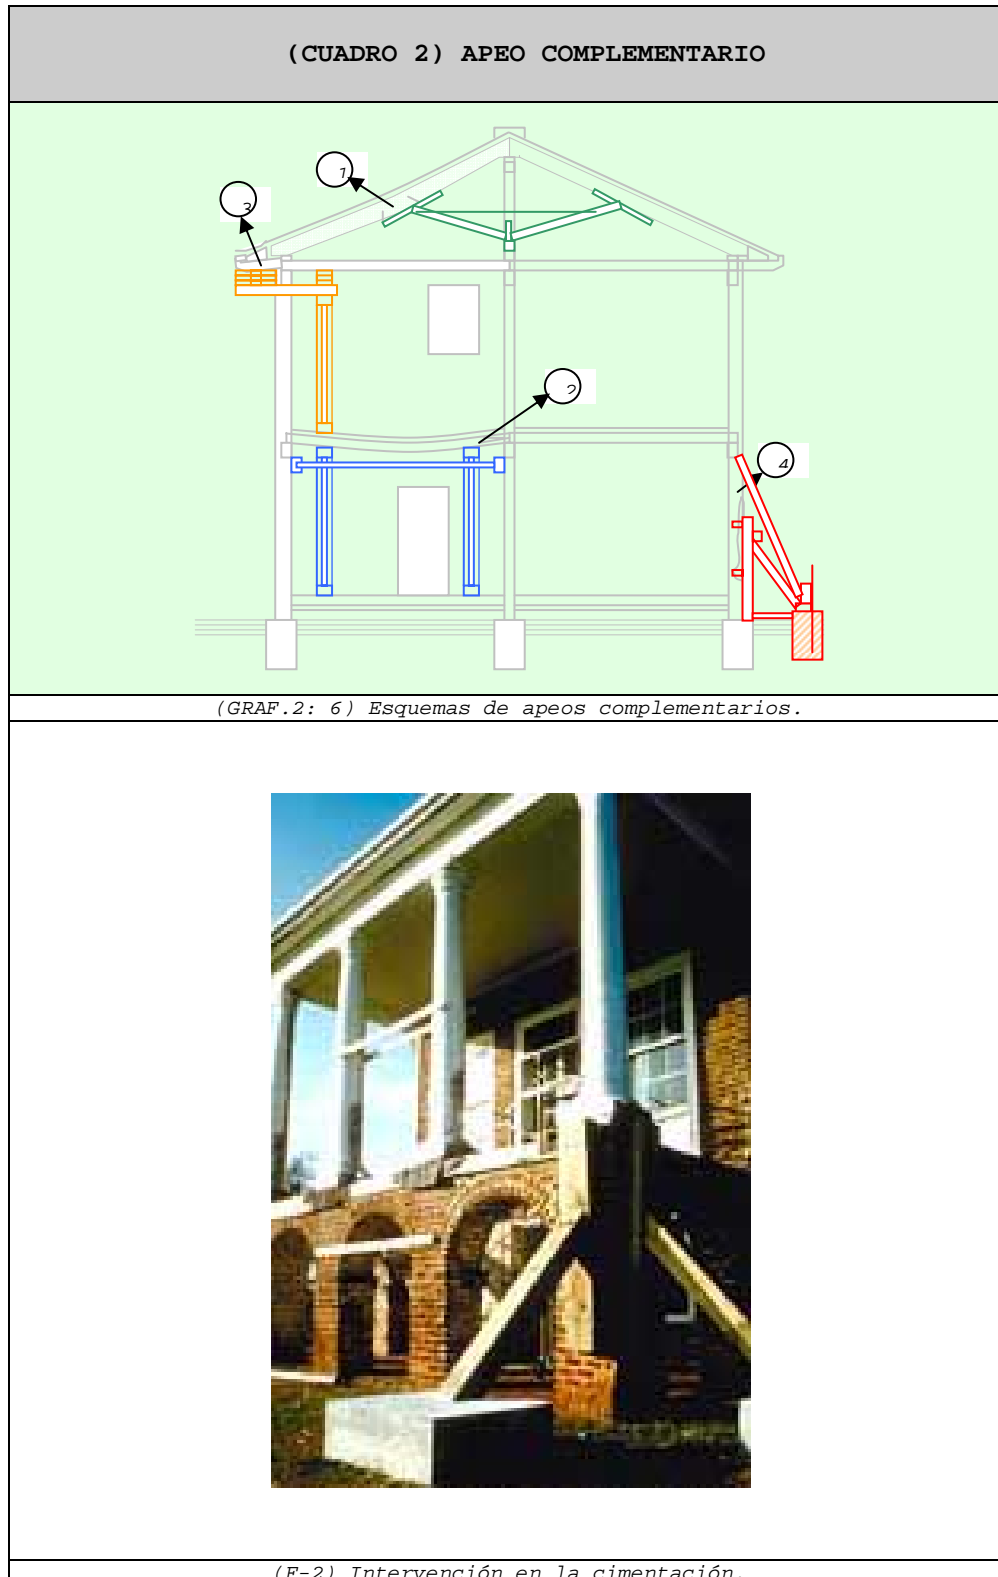 (CUADRO 2) APEO COMPLEMENTARIO
1
3
2
4
(GRAF.2: 6) Esquemas de apeos complementarios.
(F-2) Intervención en la cimentación.